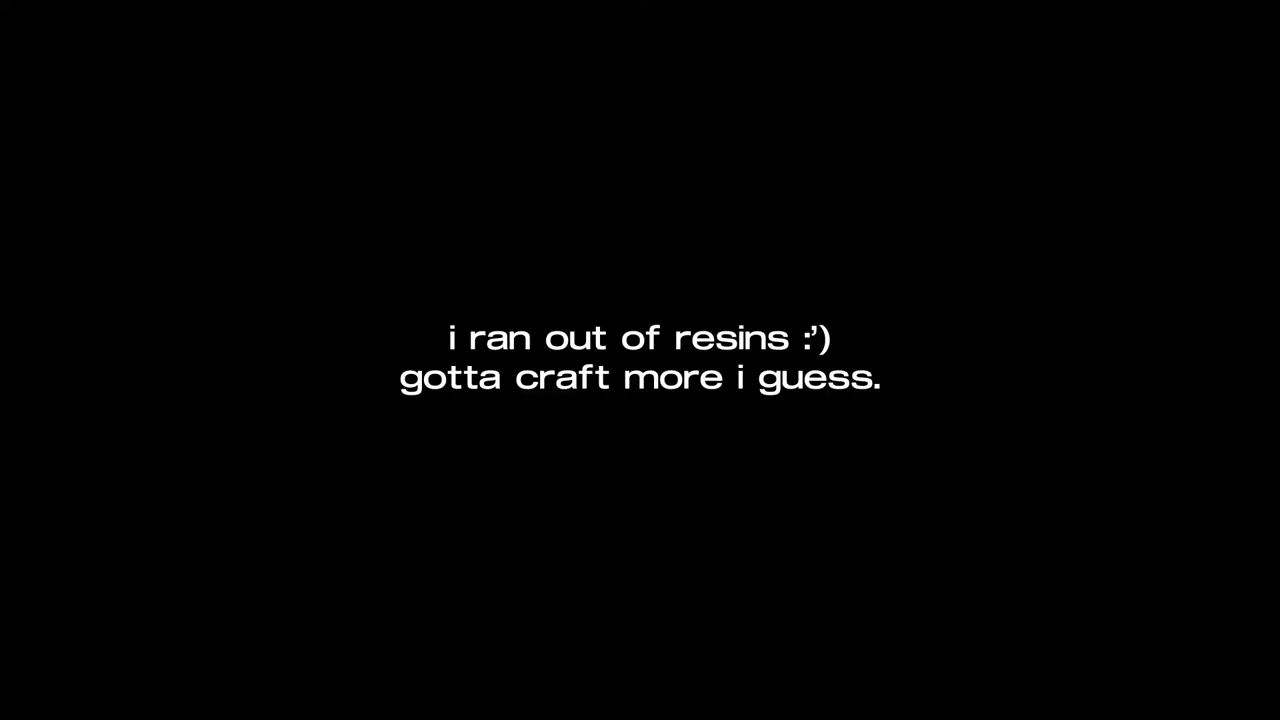 i ran out of resins :’)
gotta craft more i guess.